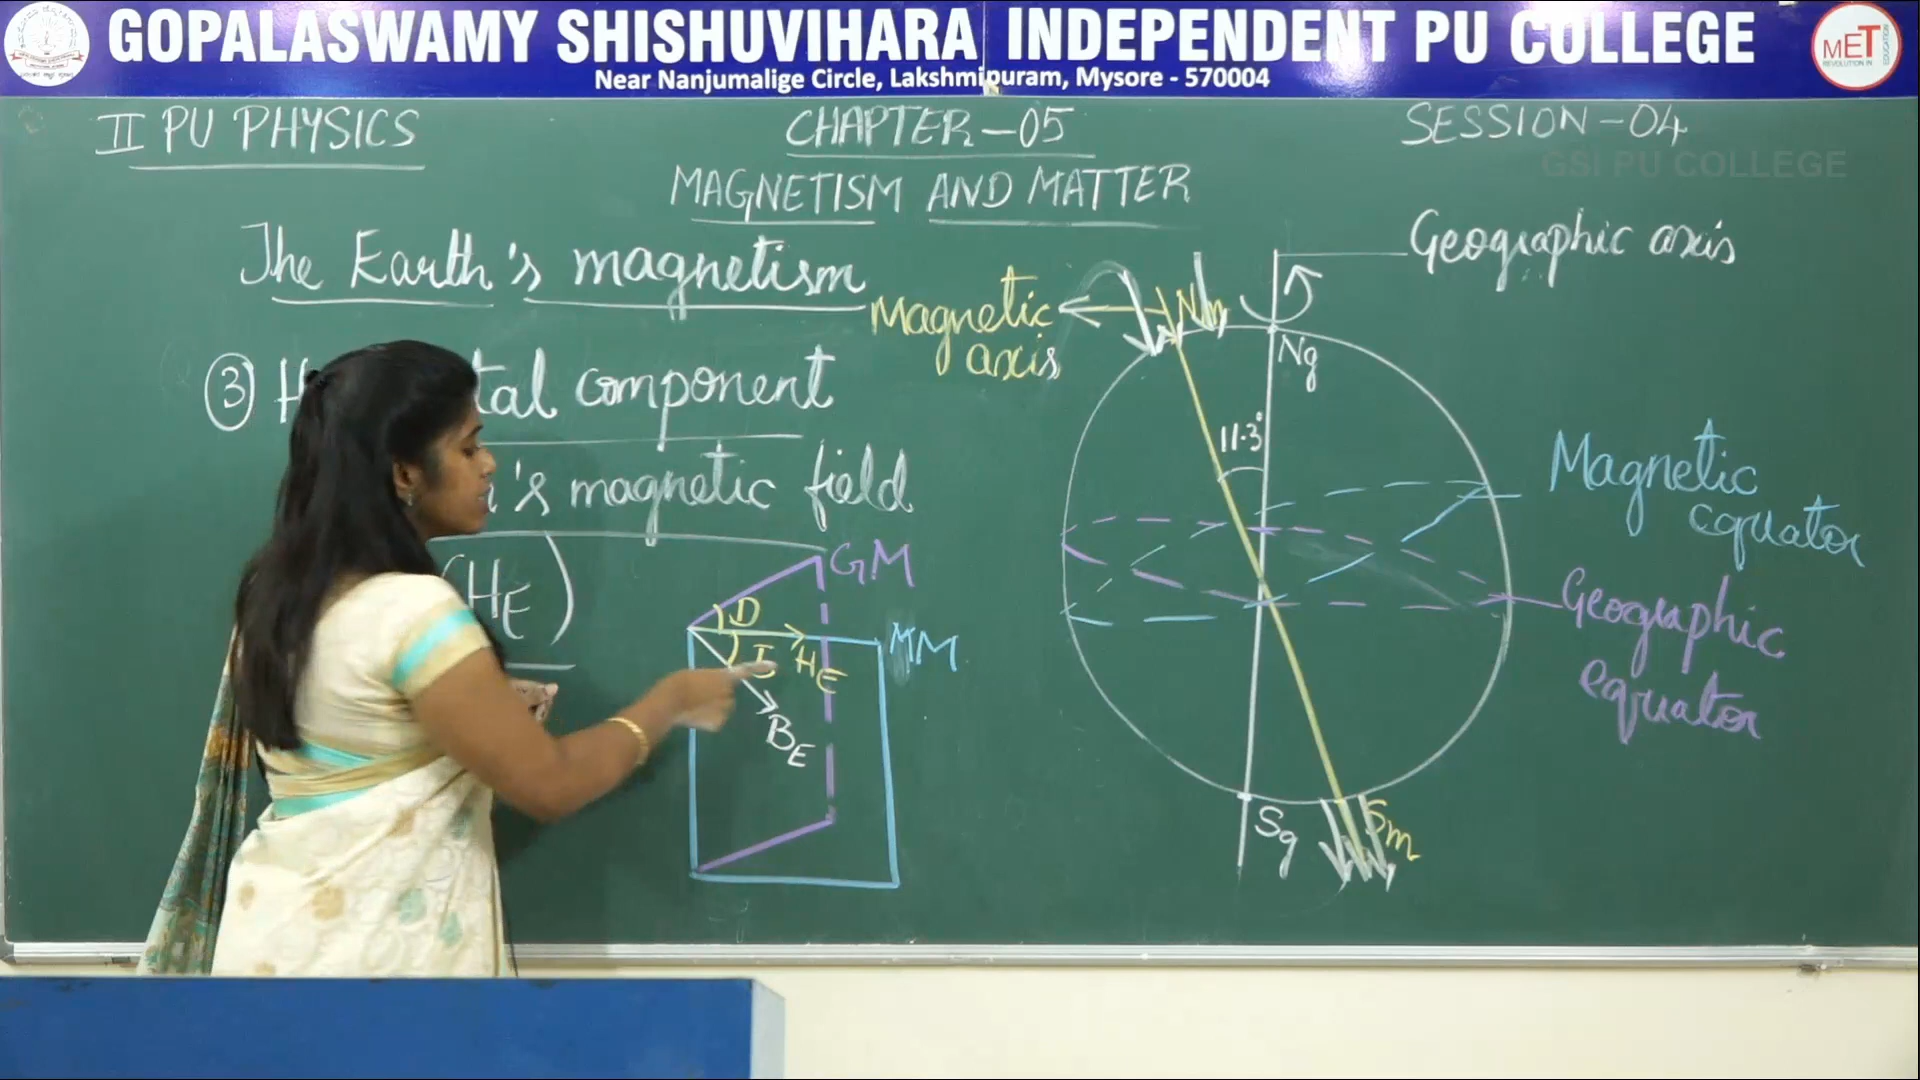 GOPALASWAMY SHISHUVIHARA INDEPENDENT PU COLLEGE
Near Nanjumalige Circle, Lakshmipuram, Mysore - 570004
MET
II PU PHYSICS
CHAPTER-05
SESSION-04
GSI PU COLLEGE
MAGNETISM AND MATTER
The Earth's magnetism
Geographic axis
Magnetic
axis
Nm
Ng
③ H tal component
's magnetic field
(HE)
11.3°
Magnetic
equator
Geographic
equator
GM
D
MM
I
HE
BE
Sg
Sm